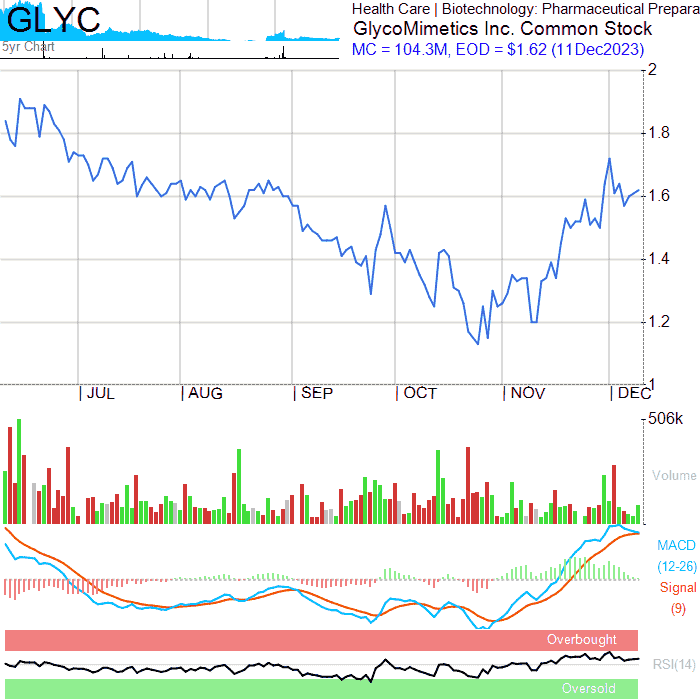 GLYC
5yr Chart
Health Care | Biotechnology: Pharmaceutical Prepara
GlycoMimetics Inc. Common Stock
MC = 104.3M, EOD = $1.62 (11Dec2023)
2
1.8
1.6
1.4
1.2
1
JUL AUG SEP OCT NOV DEC
506k
Volume
MACD
(12-26)
Signal
(9)
Overbought
RSI(14)
Oversold